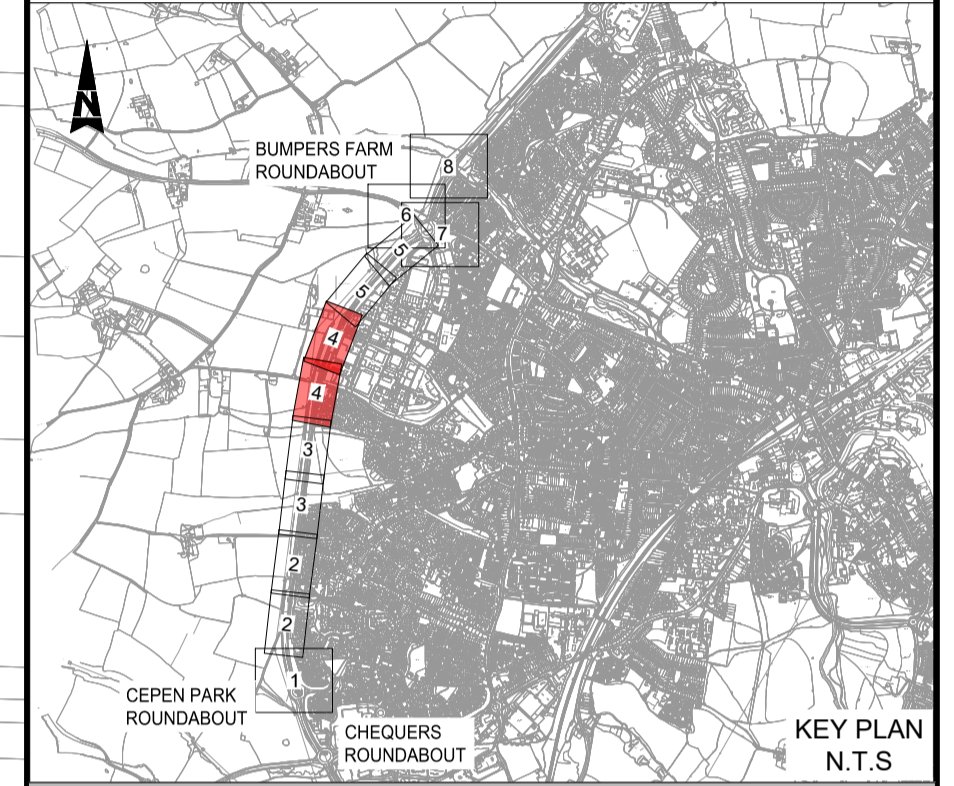 N
BUMPERS FARM
ROUNDABOUT
8
6
7
5
5
4
4
3
3
2
2
1
CEPEN PARK
ROUNDABOUT
CHEQUERS
ROUNDABOUT
KEY PLAN
N.T.S